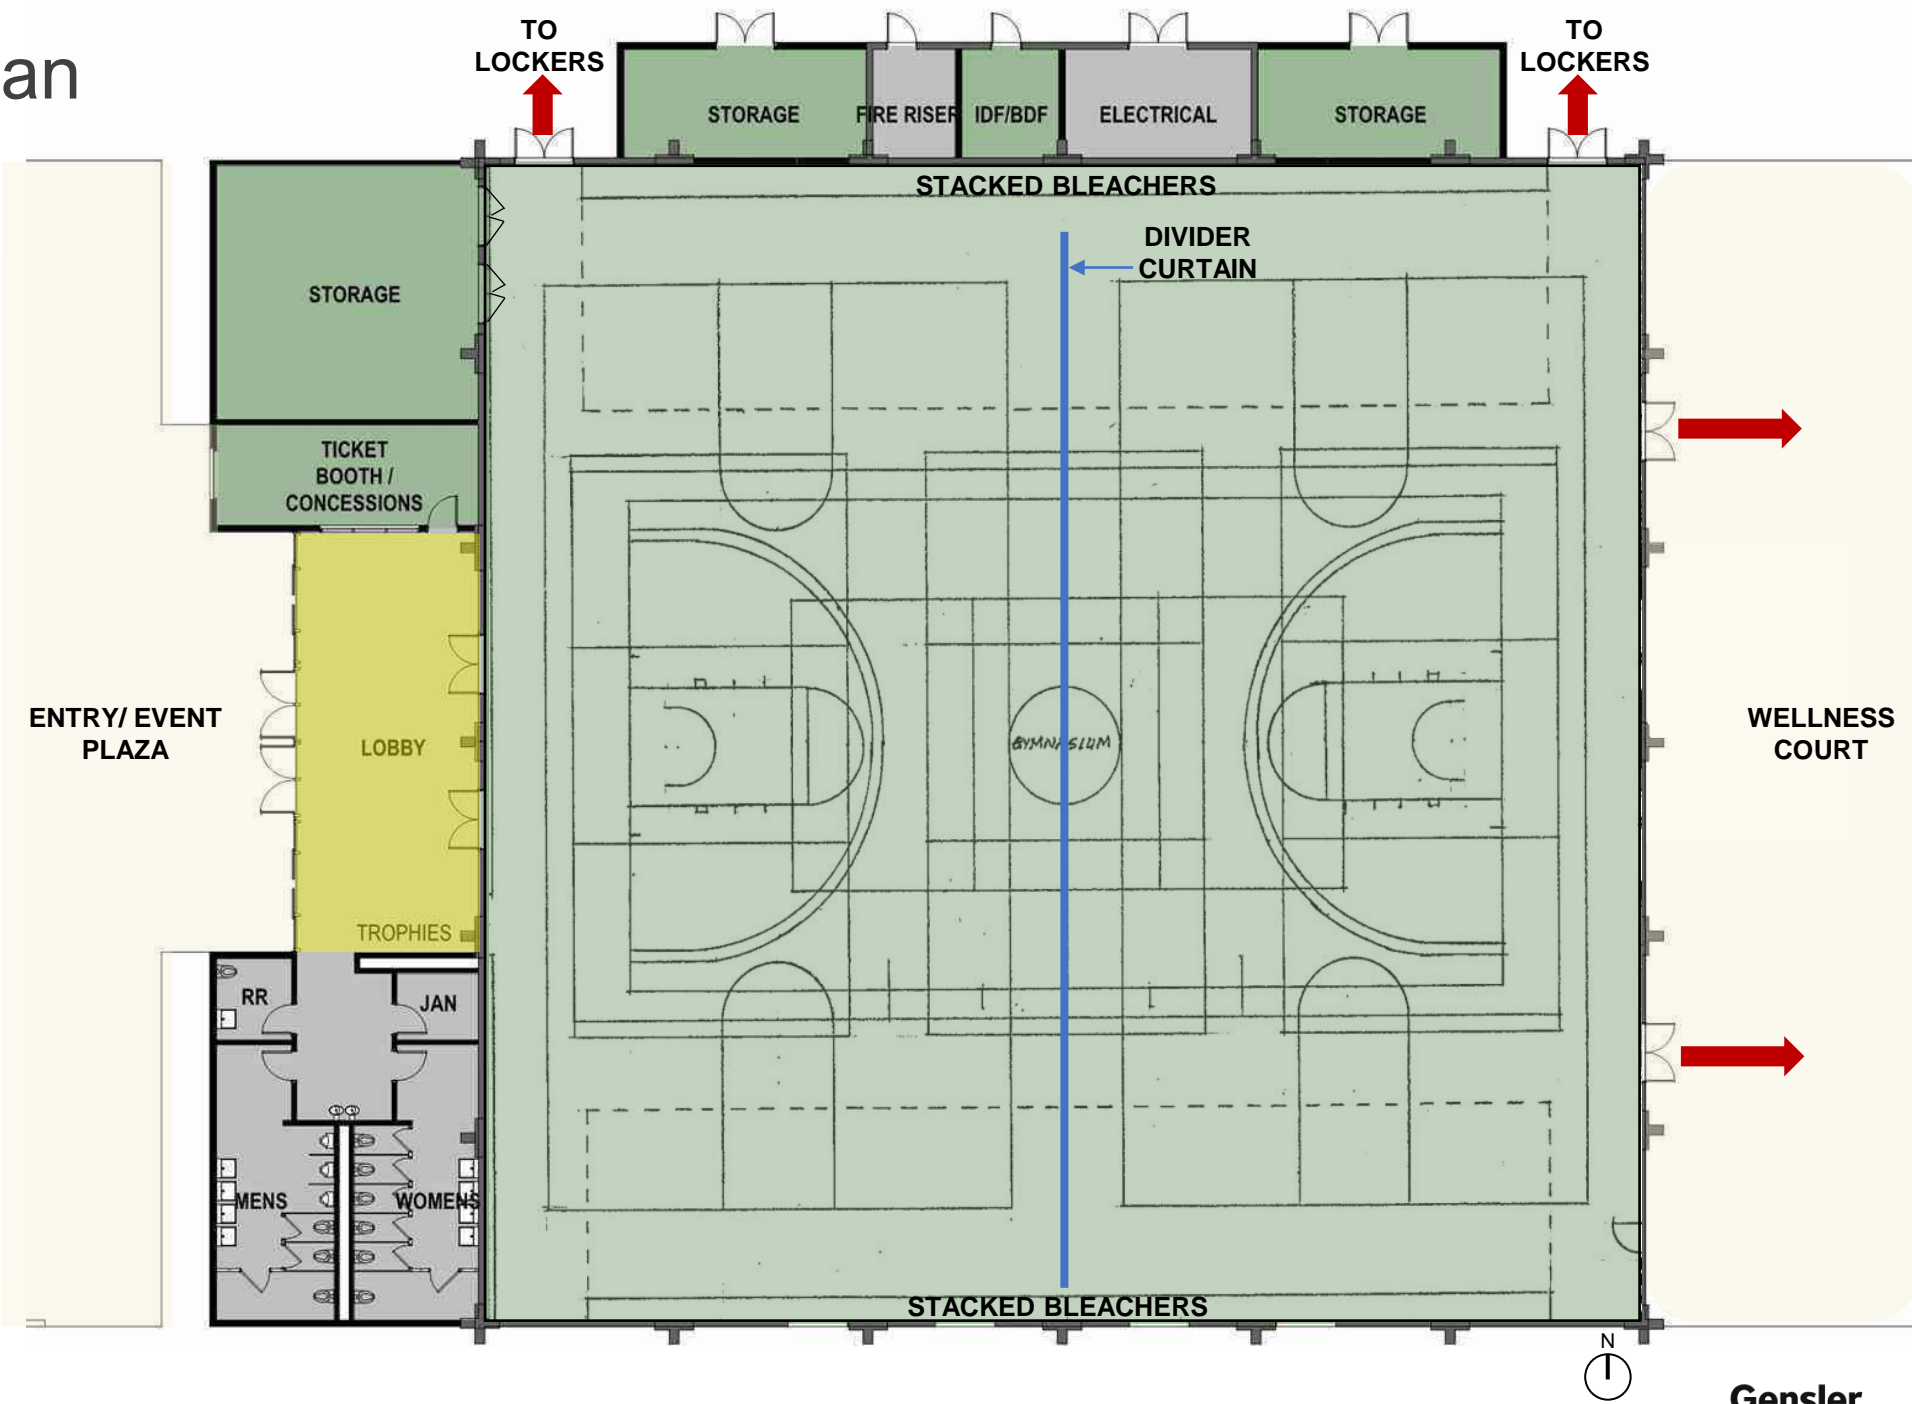 an
TO
LOCKERS
TO
LOCKERS
STORAGE
FIRE RISER
IDF/BDF
ELECTRICAL
STORAGE
STACKED BLEACHERS
DIVIDER
CURTAIN
STORAGE
TICKET
BOOTH /
CONCESSIONS
ENTRY/ EVENT
PLAZA
LOBBY
GYMNASIUM
WELLNESS
COURT
TROPHIES
RR
JAN
MENS
WOMENS
STACKED BLEACHERS
N
Gensler